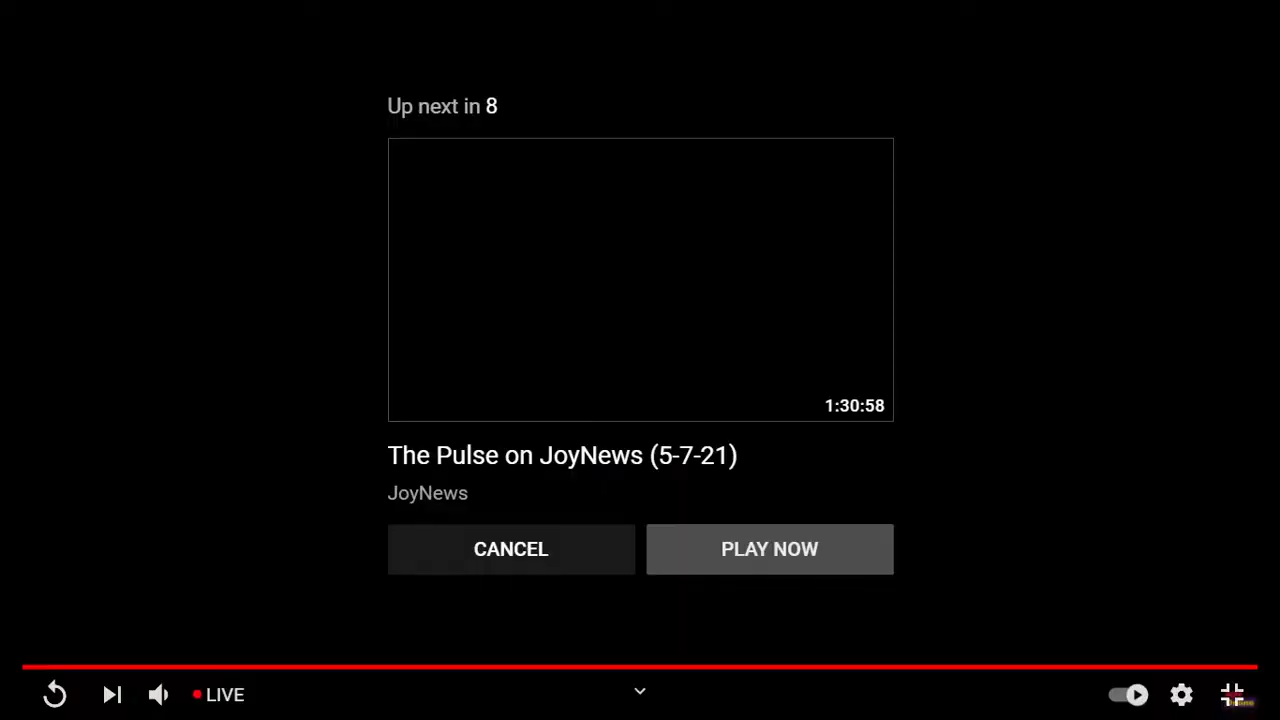 Up next in 8
1:30:58
The Pulse on JoyNews (5-7-21)
JoyNews
CANCEL
PLAY NOW
LIVE